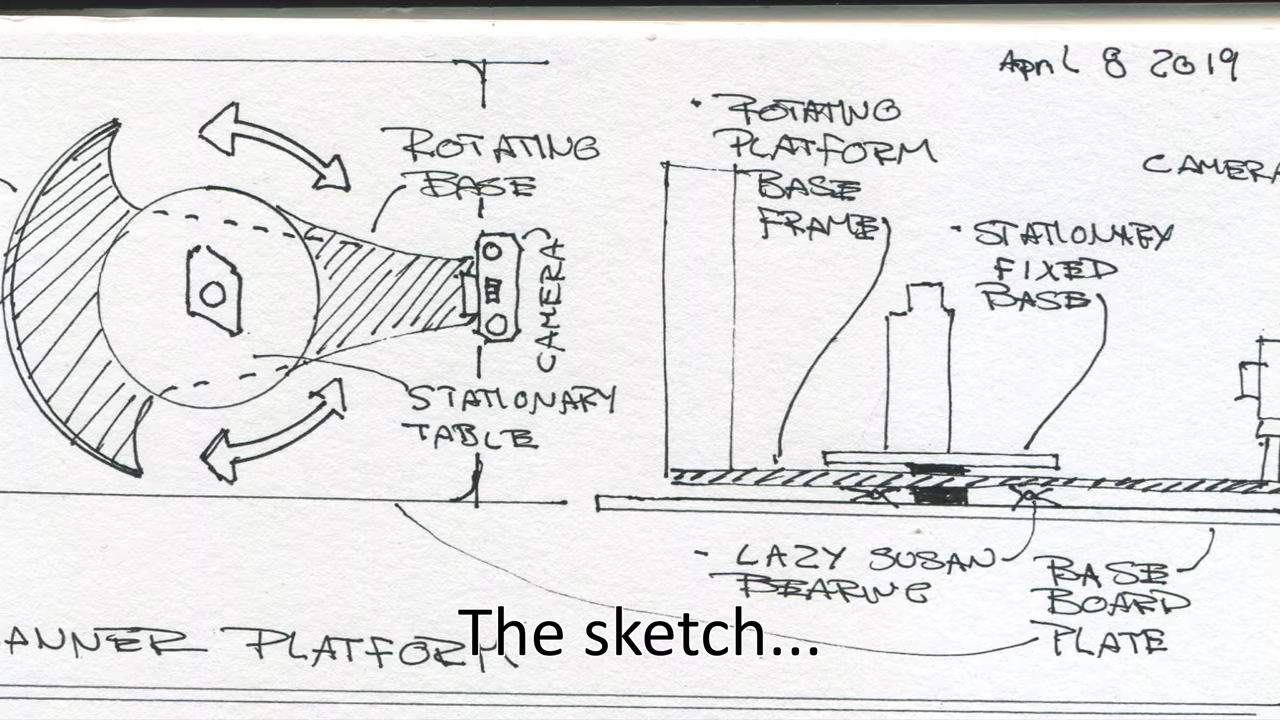 April 8 2019
ROTATING
BASE
CAMERA
STATIONARY
TABLE
• ROTATING
PLATFORM
BASE
FRAME
CAMERA
• STATIONARY
FIXED
BASE
- LAZY SUSAN
BEARING
BASE
BOARD
PLATE
ANNER PLATFORM
The sketch...